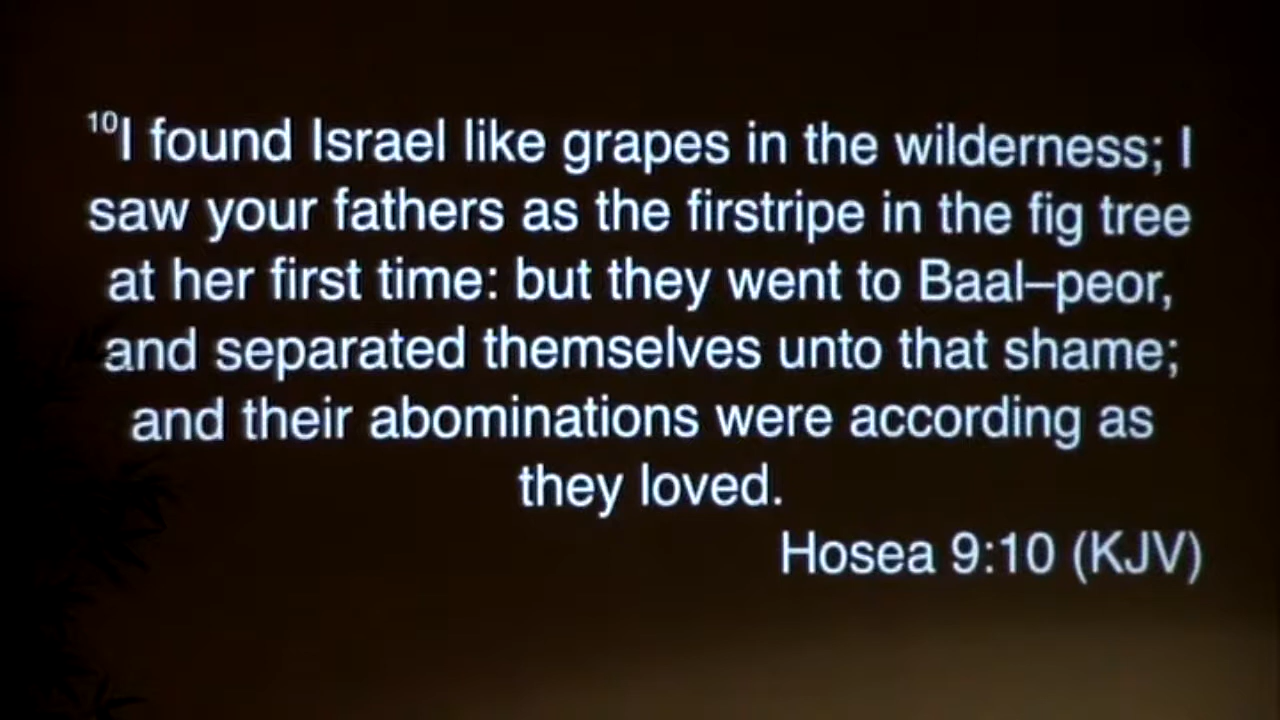 ¹⁰I found Israel like grapes in the wilderness; I
saw your fathers as the firstripe in the fig tree
at her first time: but they went to Baal–peor,
and separated themselves unto that shame;
and their abominations were according as
they loved.
Hosea 9:10 (KJV)